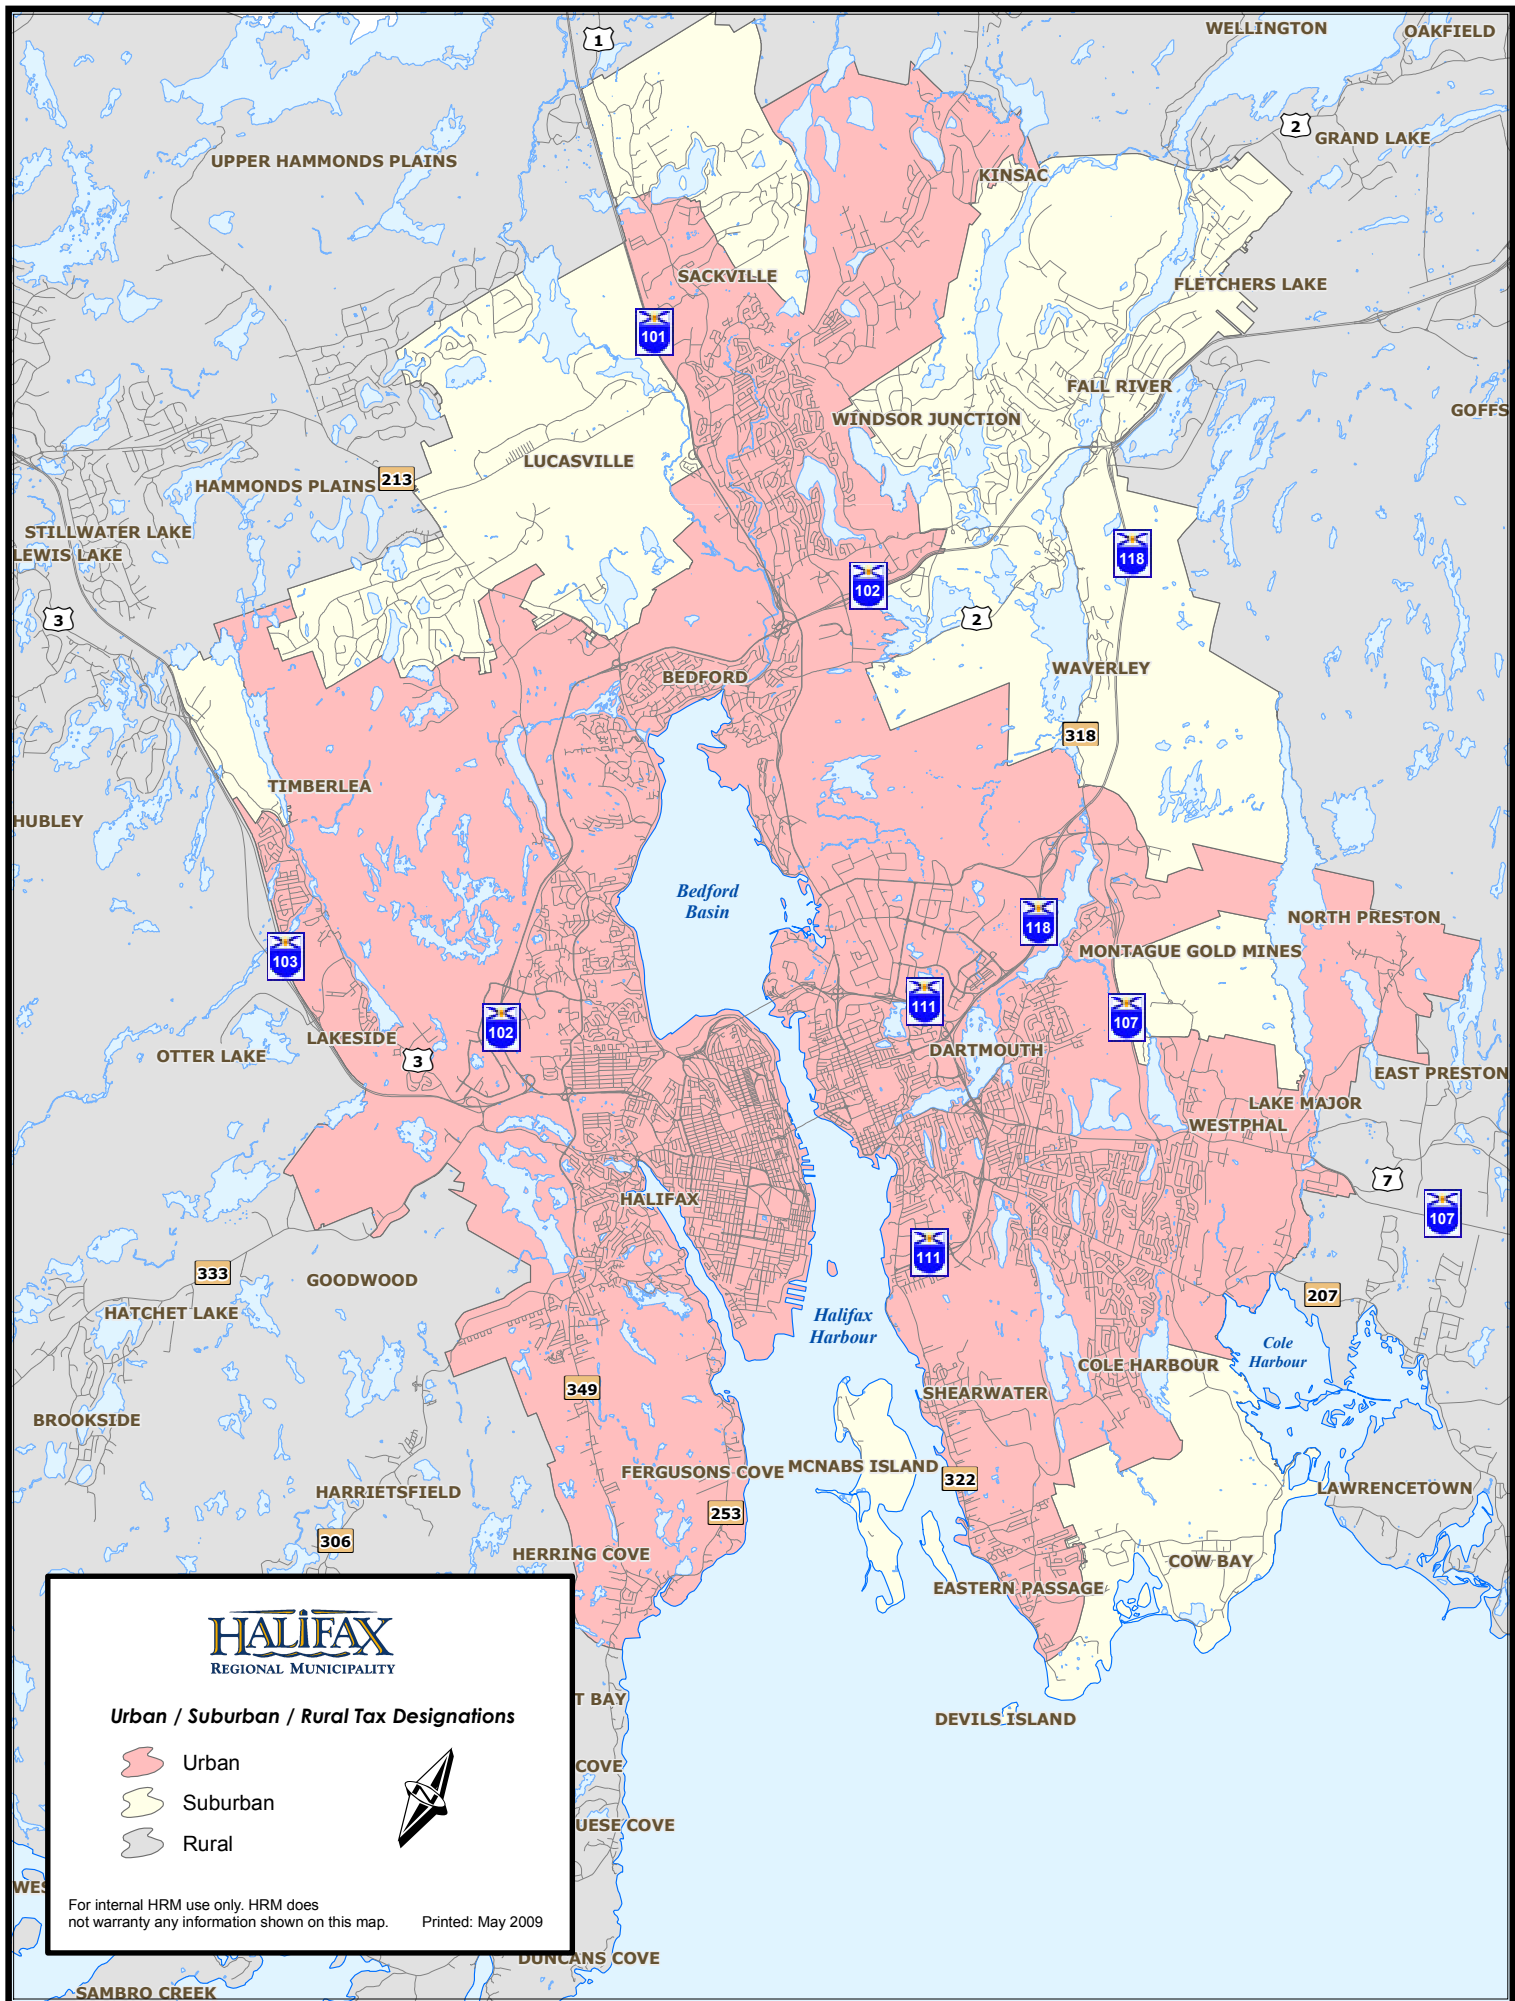 WELLINGTON
OAKFIELD
1
2
GRAND LAKE
UPPER HAMMONDS PLAINS
KINSAC
SACKVILLE
FLETCHERS LAKE
101
FALL RIVER
WINDSOR JUNCTION
GOFFS
LUCASVILLE
213
HAMMONDS PLAINS
STILLWATER LAKE
LEWIS LAKE
118
102
3
2
WAVERLEY
BEDFORD
318
TIMBERLEA
HUBLEY
Bedford
Basin
118
NORTH PRESTON
MONTAGUE GOLD MINES
103
111
107
102
LAKESIDE
OTTER LAKE
3
DARTMOUTH
EAST PRESTON
LAKE MAJOR
WESTPHAL
7
HALIFAX
107
111
333
GOODWOOD
207
HATCHET LAKE
Halifax
Harbour
Cole
Harbour
COLE HARBOUR
349
SHEARWATER
BROOKSIDE
FERGUSONS COVE
MCNABS ISLAND
322
HARRIETSFIELD
LAWRENCETOWN
253
306
HERRING COVE
COW BAY
EASTERN PASSAGE
HALIFAX
REGIONAL MUNICIPALITY
T BAY
Urban / Suburban / Rural Tax Designations
DEVILS ISLAND
Urban
COVE
Suburban
N
UESE COVE
Rural
WES
For internal HRM use only. HRM does
not warranty any information shown on this map.
Printed: May 2009
DUNCANS COVE
SAMBRO CREEK